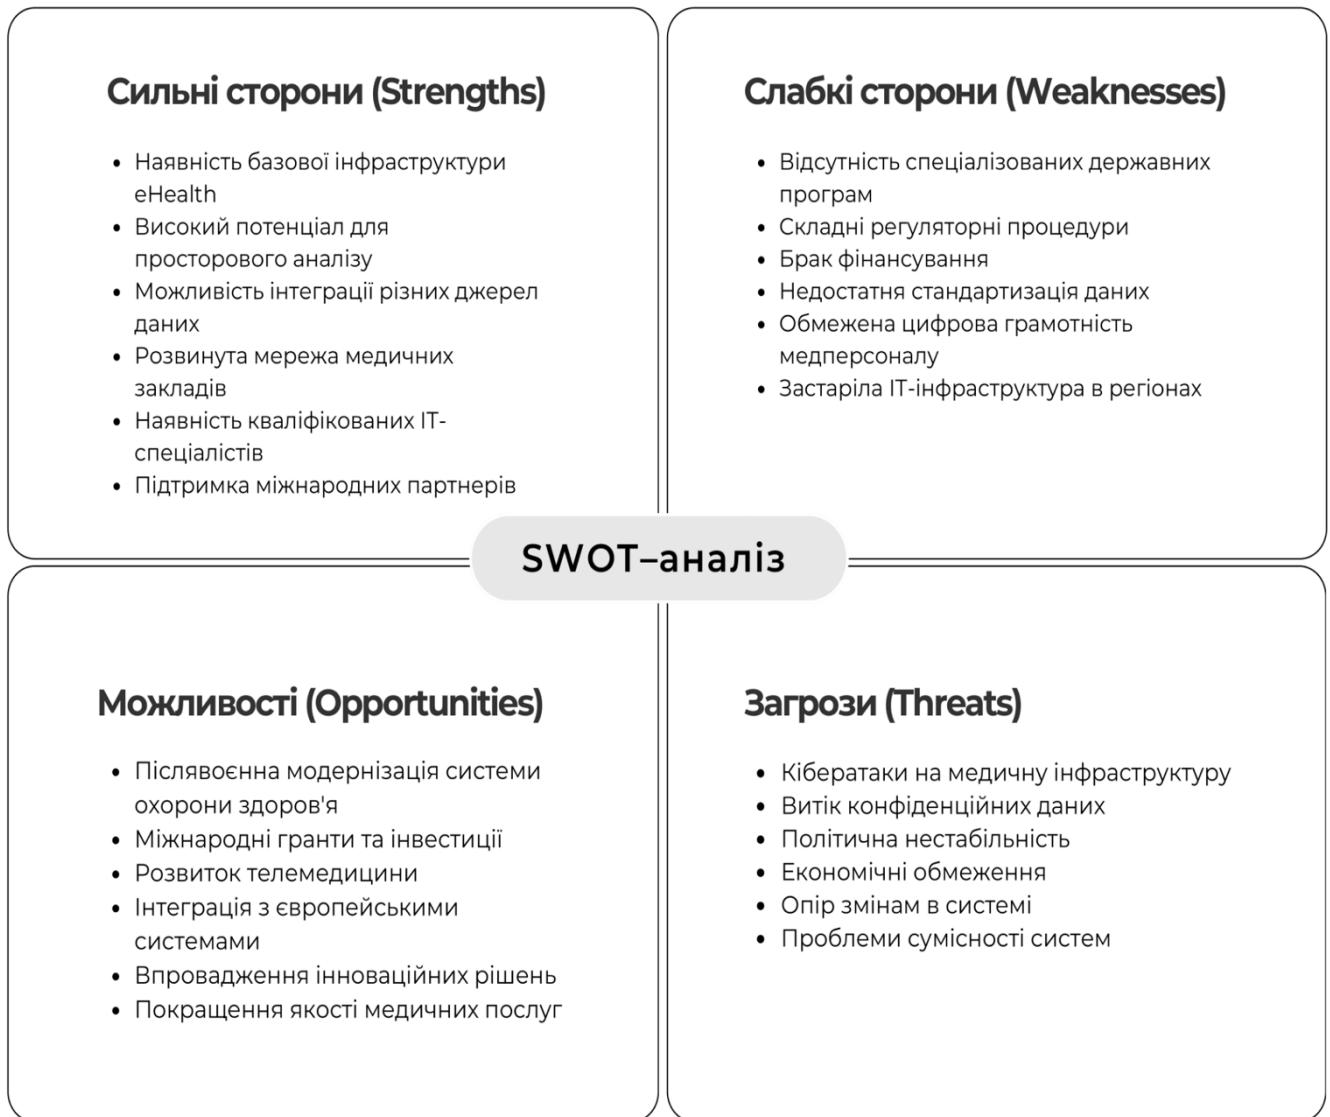 Сильні сторони (Strengths)
• Наявність базової інфраструктури
eHealth
• Високий потенціал для
просторового аналізу
• Можливість інтеграції різних джерел
даних
• Розвинута мережа медичних
закладів
• Наявність кваліфікованих ІТ-
спеціалістів
• Підтримка міжнародних партнерів
Слабкі сторони (Weaknesses)
• Відсутність спеціалізованих державних
програм
• Складні регуляторні процедури
• Брак фінансування
• Недостатня стандартизація даних
• Обмежена цифрова грамотність
медперсоналу
• Застаріла ІТ-інфраструктура в регіонах
SWOT–аналіз
Можливості (Opportunities)
• Післявоєнна модернізація системи
охорони здоров'я
• Міжнародні гранти та інвестиції
• Розвиток телемедицини
• Інтеграція з європейськими
системами
• Впровадження інноваційних рішень
• Покращення якості медичних послуг
Загрози (Threats)
• Кібератаки на медичну інфраструктуру
• Витік конфіденційних даних
• Політична нестабільність
• Економічні обмеження
• Опір змінам в системі
• Проблеми сумісності систем